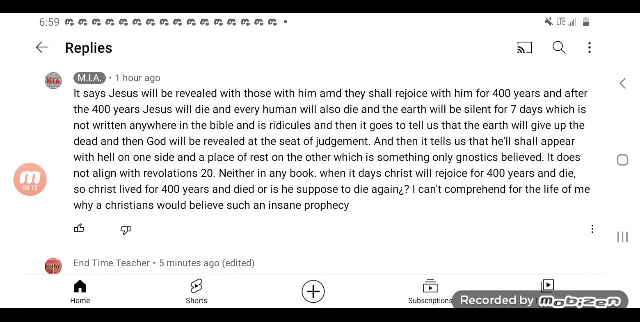 6:59 LTE
Replies
M.I.A. • 1 hour ago
It says Jesus will be revealed with those with him amd they shall rejoice with him for 400 years and after
the 400 years Jesus will die and every human will also die and the earth will be silent for 7 days which is
not written anywhere in the bible and is ridicules and then it goes to tell us that the earth will give up the
dead and then God will be revealed at the seat of judgement. And then it tells us that he'll shall appear
with hell on one side and a place of rest on the other which is something only gnostics believed. It does
not align with revolations 20. Neither in any book. when it days christ will rejoice for 400 years and die,
so christ lived for 400 years and died or is he suppose to die again¿? I can't comprehend for the life of me
why a christians would believe such an insane prophecy
End Time Teacher • 5 minutes ago (edited)
Home Shorts Subscriptions
Recorded by mobizen